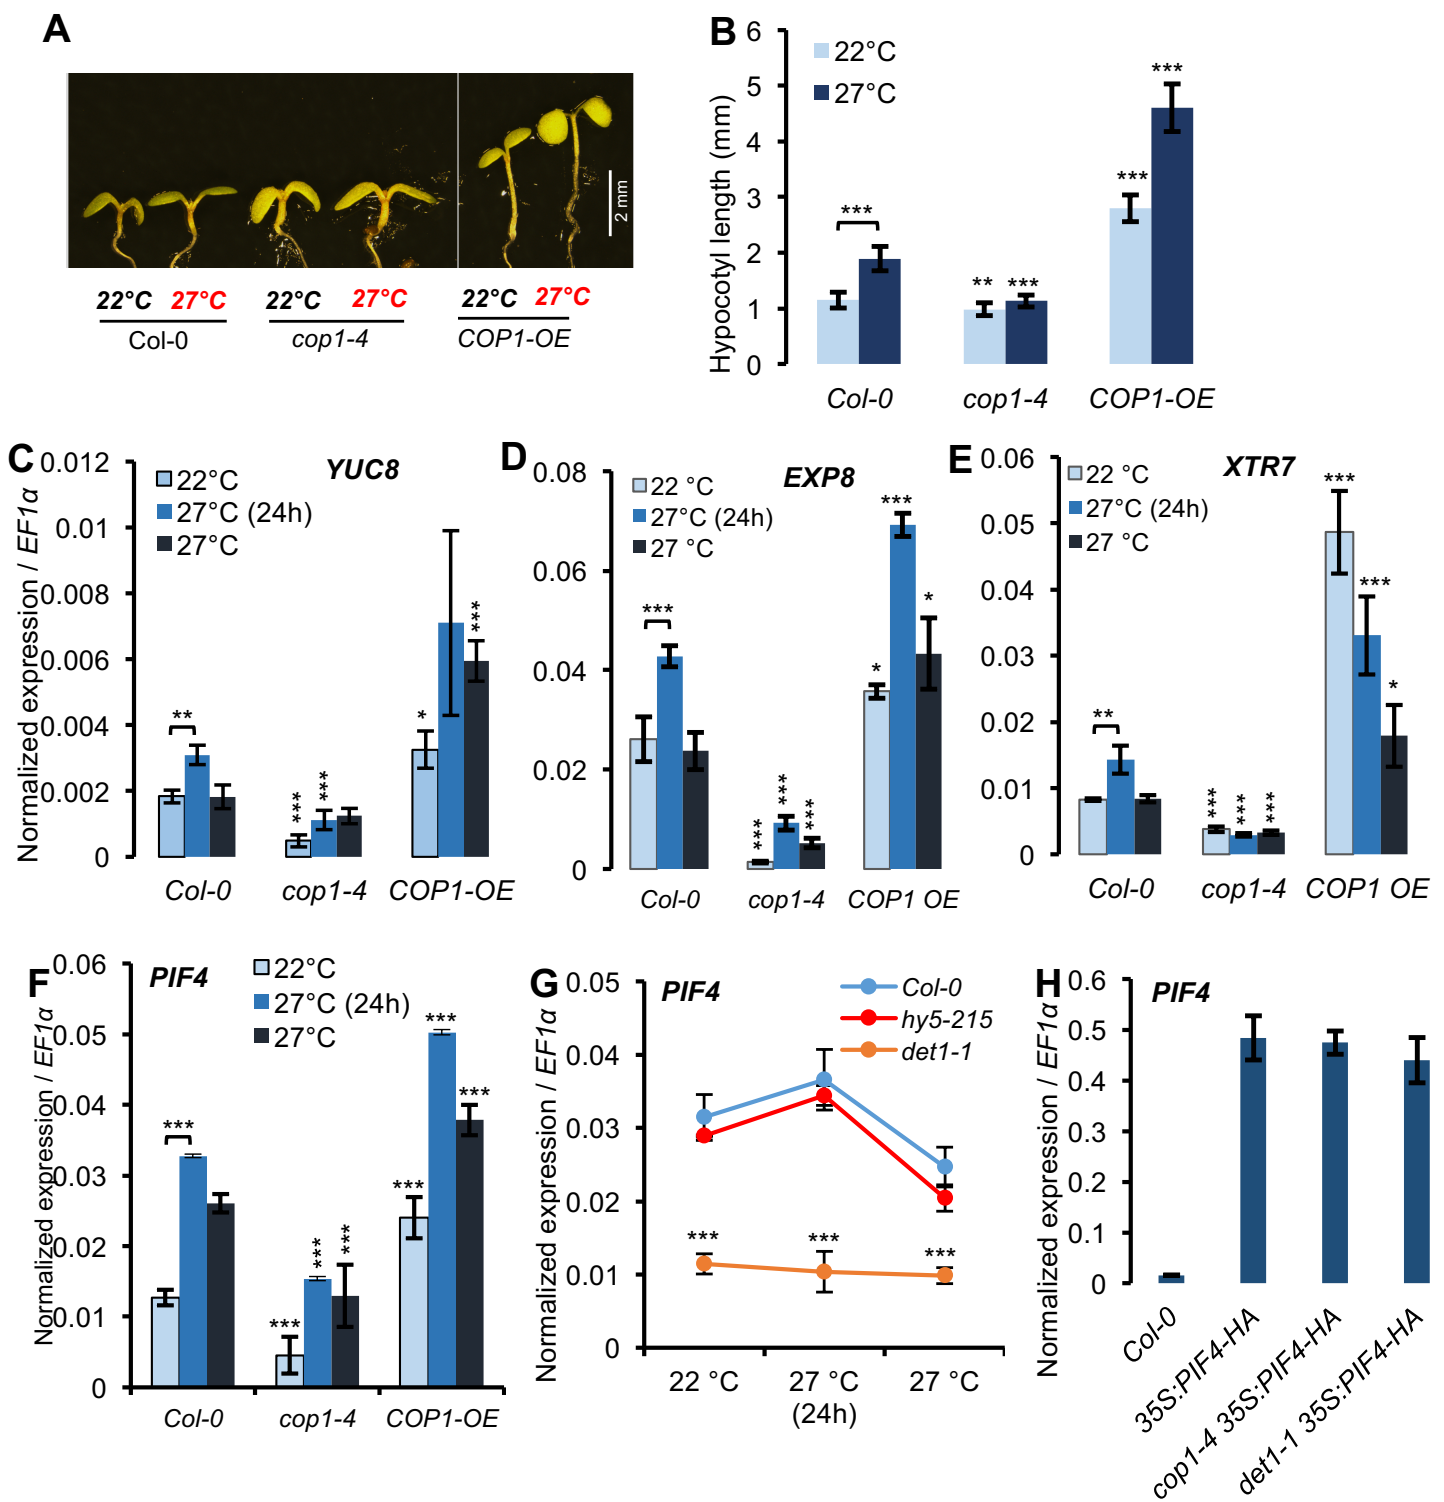 A
2 mm
22°C 27°C 22°C 27°C 22°C 27°C
Col-0 cop1-4 COP1-OE
B
Hypocotyl length (mm)
6
5
4
3
2
1
0
22°C
27°C
***
** ***
*** ***
Col-0 cop1-4 COP1-OE
C
Normalized expression / EF1α
0.012
0.01
0.008
0.006
0.004
0.002
0
YUC8
22°C
27°C (24h)
27°C
**
*** ***
* ***
Col-0 cop1-4 COP1-OE
D
0.08
0.06
0.04
0.02
0
EXP8
22 °C
27°C (24h)
27 °C
***
*** *** ***
* *** *
Col-0 cop1-4 COP1 OE
E
0.06
0.05
0.04
0.03
0.02
0.01
0
XTR7
22 °C
27°C (24h)
27 °C
**
*** *** ***
*** *** *
Col-0 cop1-4 COP1 OE
F
Normalized expression / EF1α
0.06
0.05
0.04
0.03
0.02
0.01
0
PIF4
22°C
27°C (24h)
27°C
***
*** *** ***
*** *** ***
Col-0 cop1-4 COP1-OE
G
Normalized expression / EF1α
0.05
0.04
0.03
0.02
0.01
0
PIF4
Col-0
hy5-215
det1-1
*** *** ***
22 °C 27 °C 27 °C
(24h)
H
Normalized expression / EF1α
0.6
0.5
0.4
0.3
0.2
0.1
0
PIF4
Col-0
35S:PIF4-HA
cop1-4 35S:PIF4-HA
det1-1 35S:PIF4-HA